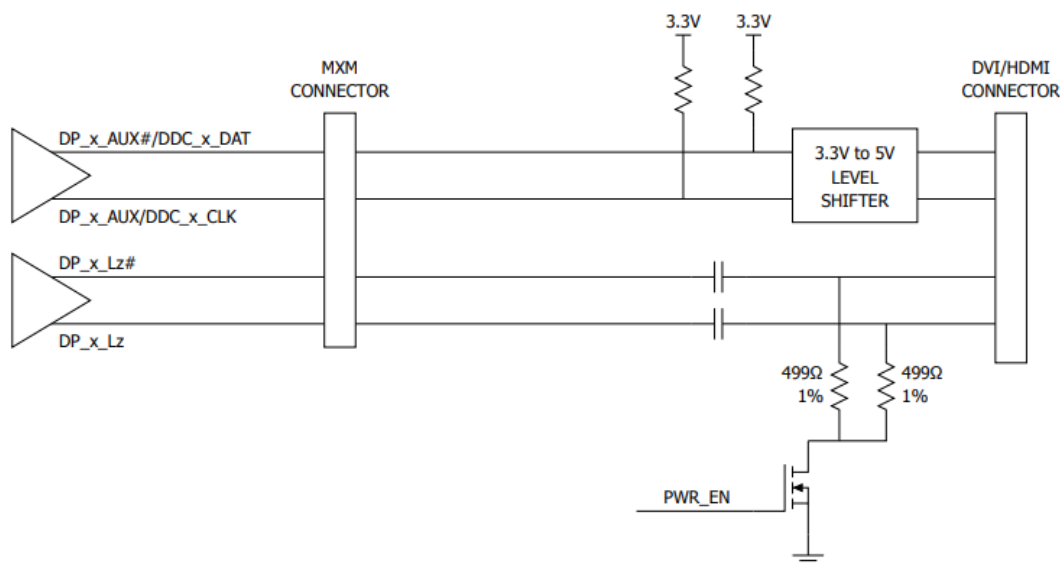 3.3V
3.3V
MXM
CONNECTOR
DVI/HDMI
CONNECTOR
DP_x_AUX#/DDC_x_DAT
3.3V to 5V
LEVEL
SHIFTER
DP_x_AUX/DDC_x_CLK
DP_x_Lz#
DP_x_Lz
499Ω
1%
499Ω
1%
PWR_EN